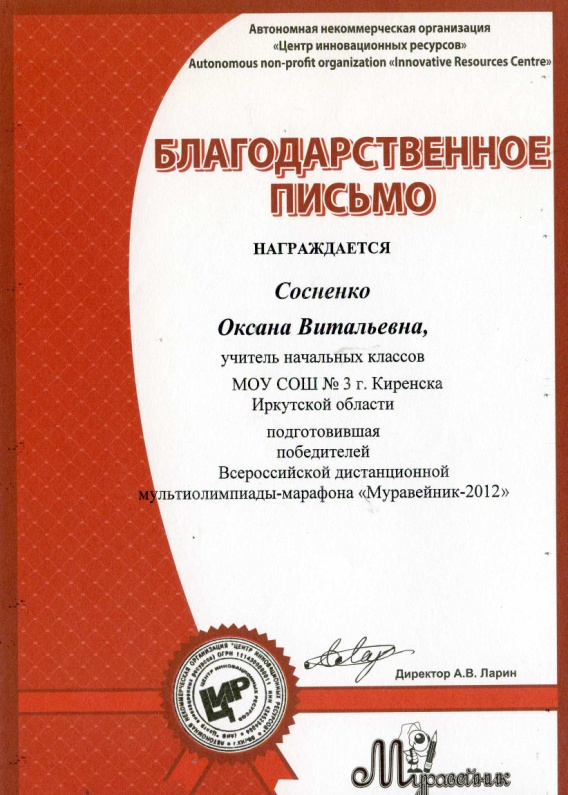 Автономная некоммерческая организация
«Центр инновационных ресурсов»
Autonomous non-profit organization «Innovative Resources Centre»
БЛАГОДАРСТВЕННОЕ
ПИСЬМО
НАГРАЖДАЕТСЯ
Сосненко
Оксана Витальевна,
учитель начальных классов
МОУ СОШ № 3 г. Киренска
Иркутской области
подготовившая
победителей
Всероссийской дистанционной
мультиолимпиады-марафона «Муравейник-2012»
ЦИР
Директор А.В. Ларин
Муравейник